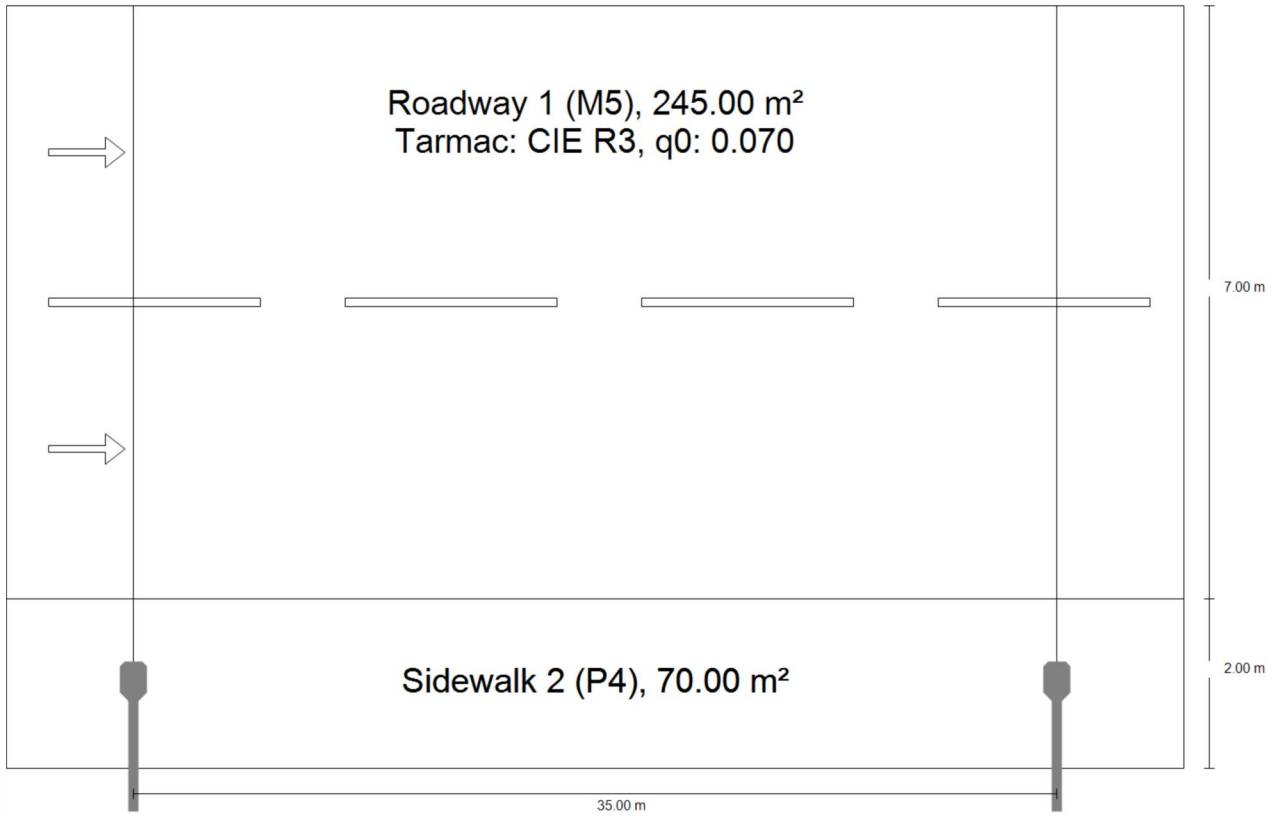 Roadway 1 (M5), 245.00 m²
Tarmac: CIE R3, q0: 0.070
7.00 m
Sidewalk 2 (P4), 70.00 m²
2.00 m
35.00 m